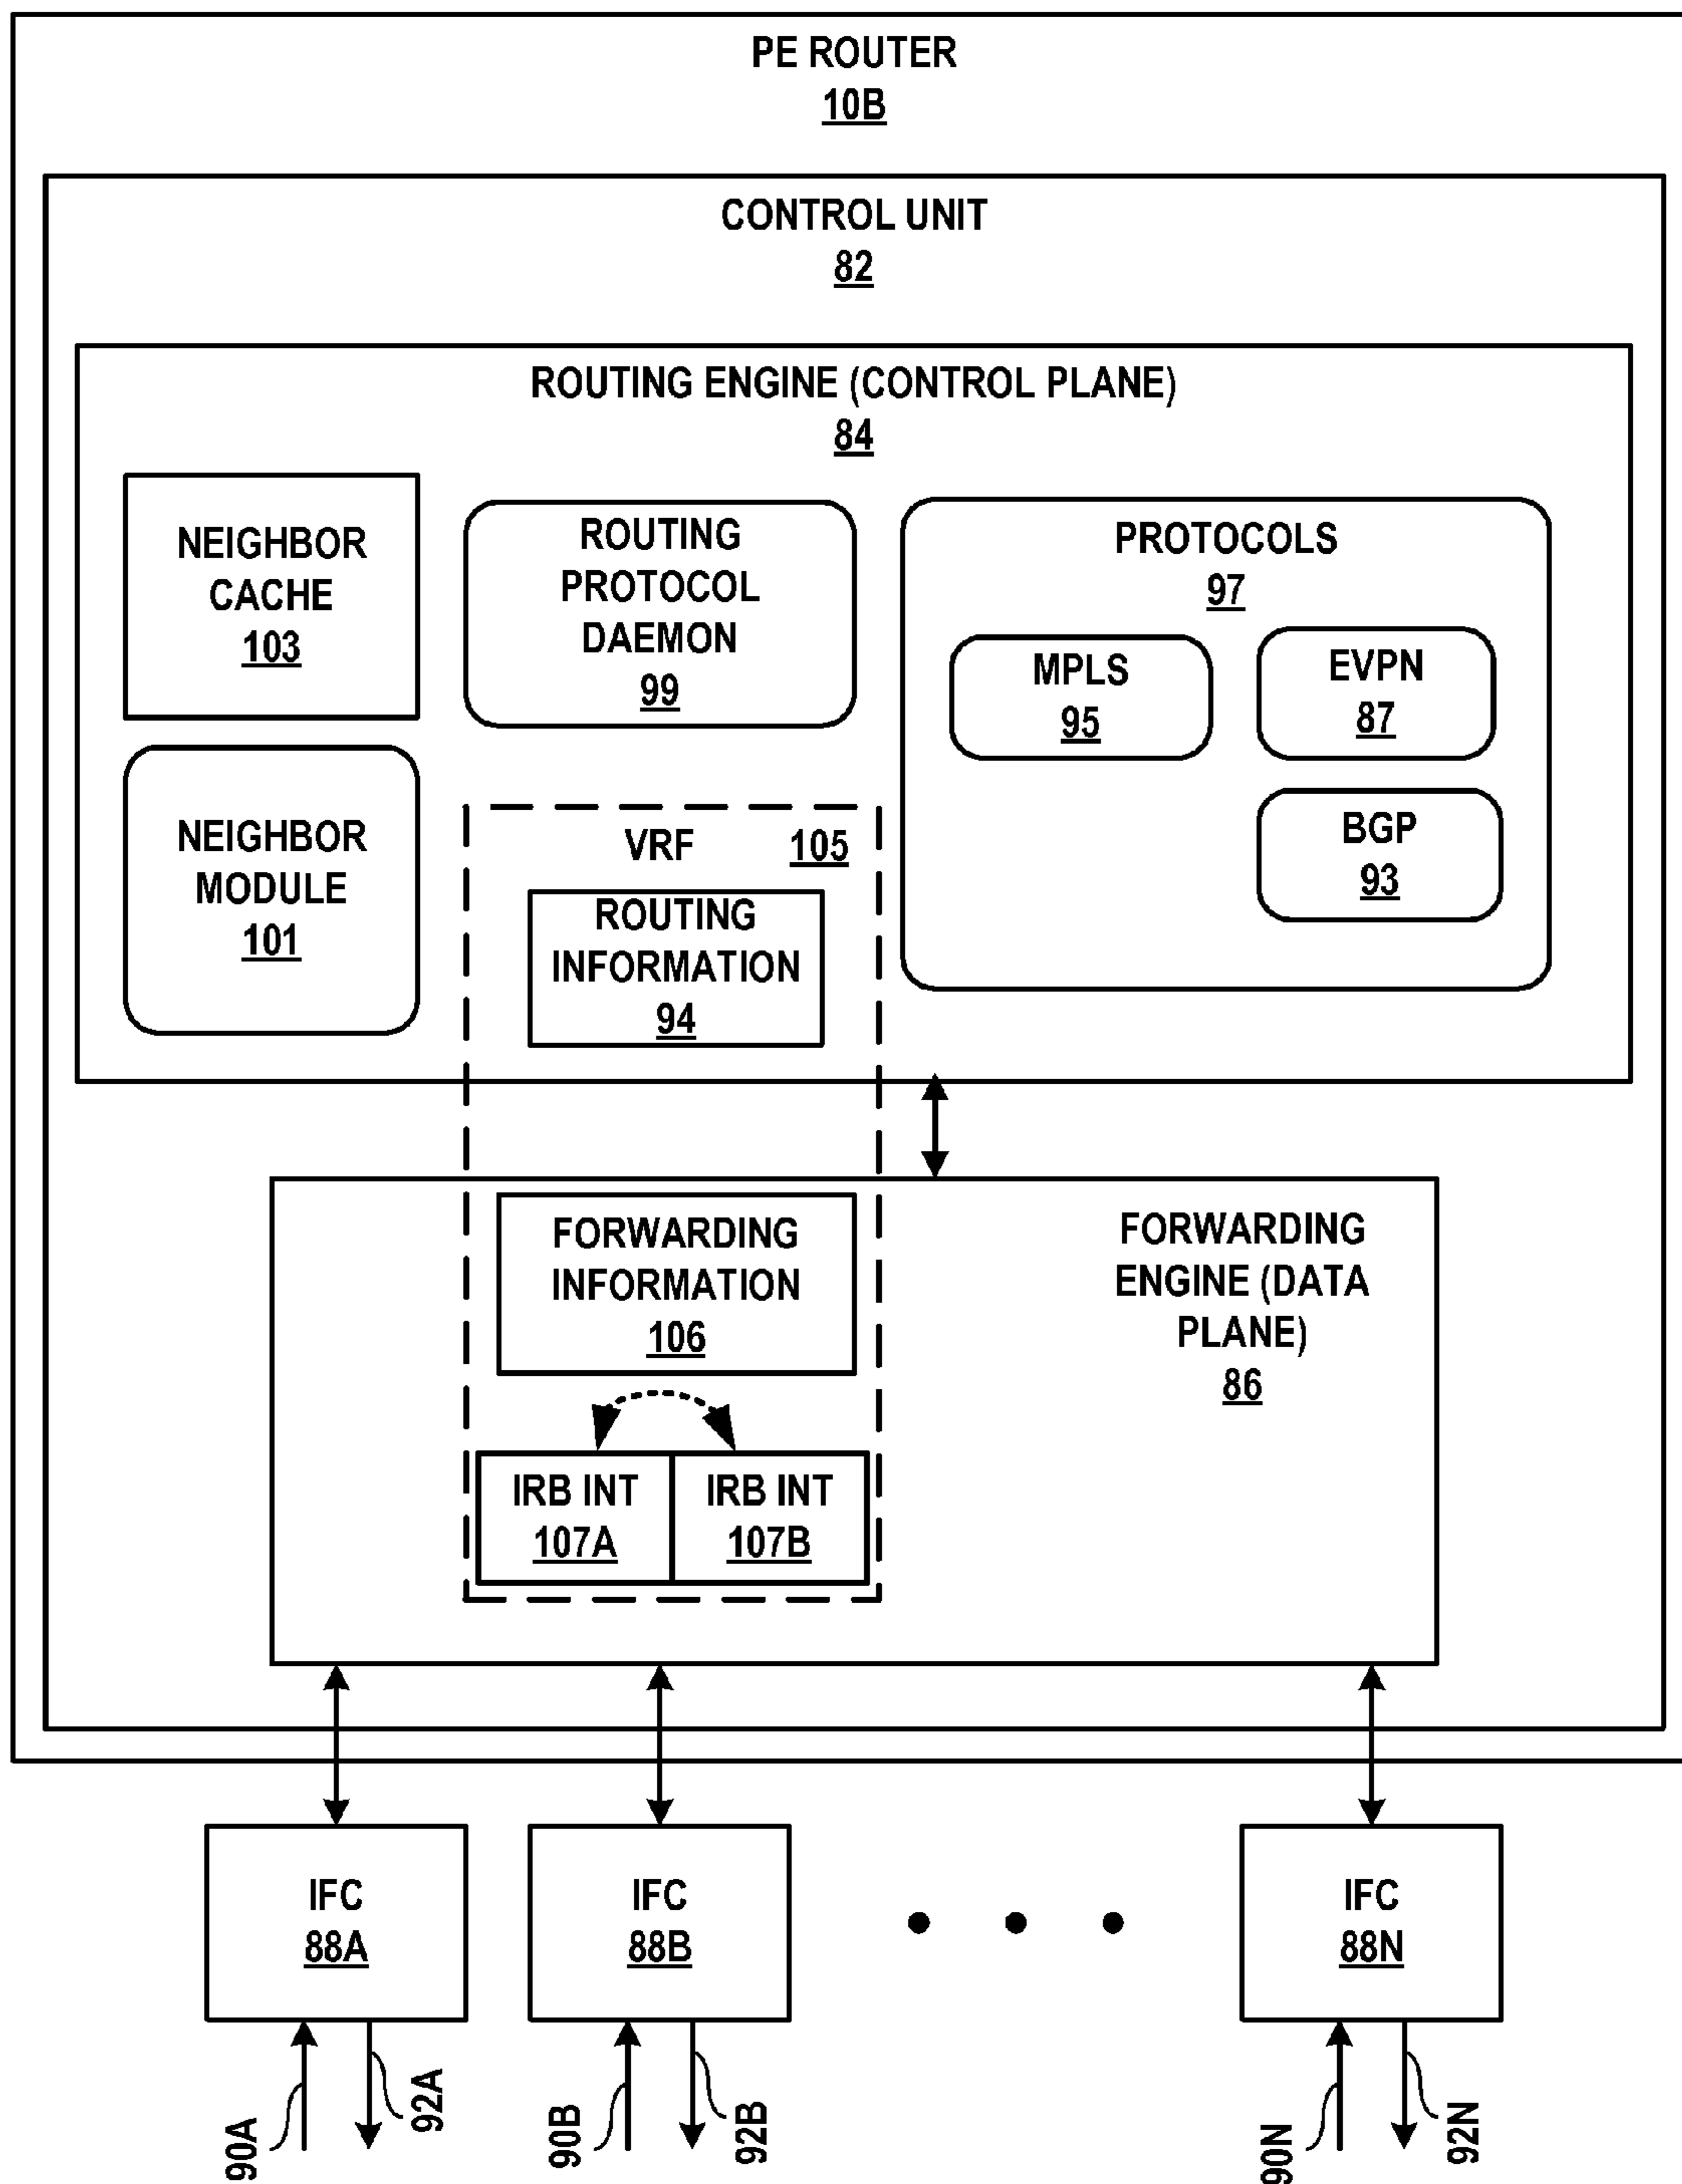 PE ROUTER
10B
CONTROL UNIT
82
ROUTING ENGINE (CONTROL PLANE)
84
NEIGHBOR
CACHE
103
ROUTING
PROTOCOL
DAEMON
99
PROTOCOLS
97
MPLS
95
EVPN
87
BGP
93
NEIGHBOR
MODULE
101
VRF 105
ROUTING
INFORMATION
94
FORWARDING
INFORMATION
106
FORWARDING
ENGINE (DATA
PLANE)
86
IRB INT
107A
IRB INT
107B
IFC
88A
IFC
88B
IFC
88N
90A
92A
90B
92B
90N
92N